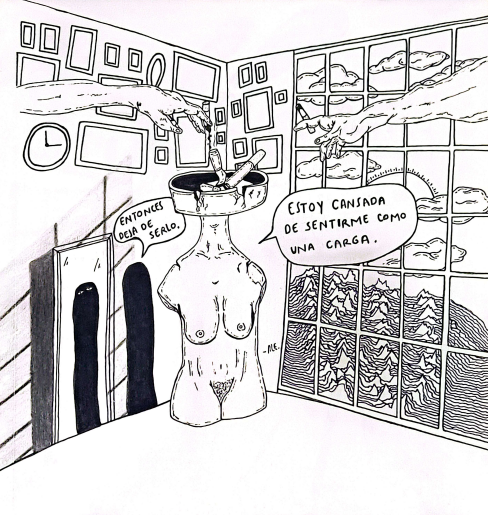 ENTONCES
DEJA DE
SERLO.
ESTOY CANSADA
DE SENTIRME COMO
UNA CARGA.
-ALE.